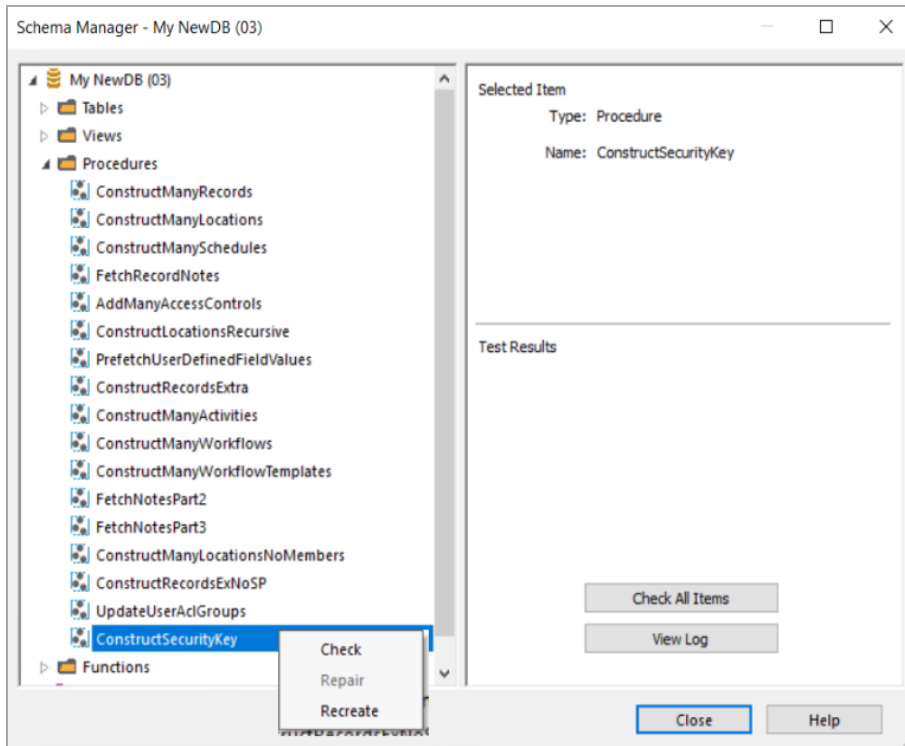 Schema Manager - My NewDB (03)
My NewDB (03)
Tables
Views
Procedures
ConstructManyRecords
ConstructManyLocations
ConstructManySchedules
FetchRecordNotes
AddManyAccessControls
ConstructLocationsRecursive
PrefetchUserDefinedFieldValues
ConstructRecordsExtra
ConstructManyActivities
ConstructManyWorkflows
ConstructManyWorkflowTemplates
FetchNotesPart2
FetchNotesPart3
ConstructManyLocationsNoMembers
ConstructRecordsExNoSP
UpdateUserAclGroups
ConstructSecurityKey
Functions
Check
Repair
Recreate
Selected Item
Type: Procedure
Name: ConstructSecurityKey
Test Results
Check All Items
View Log
Close
Help